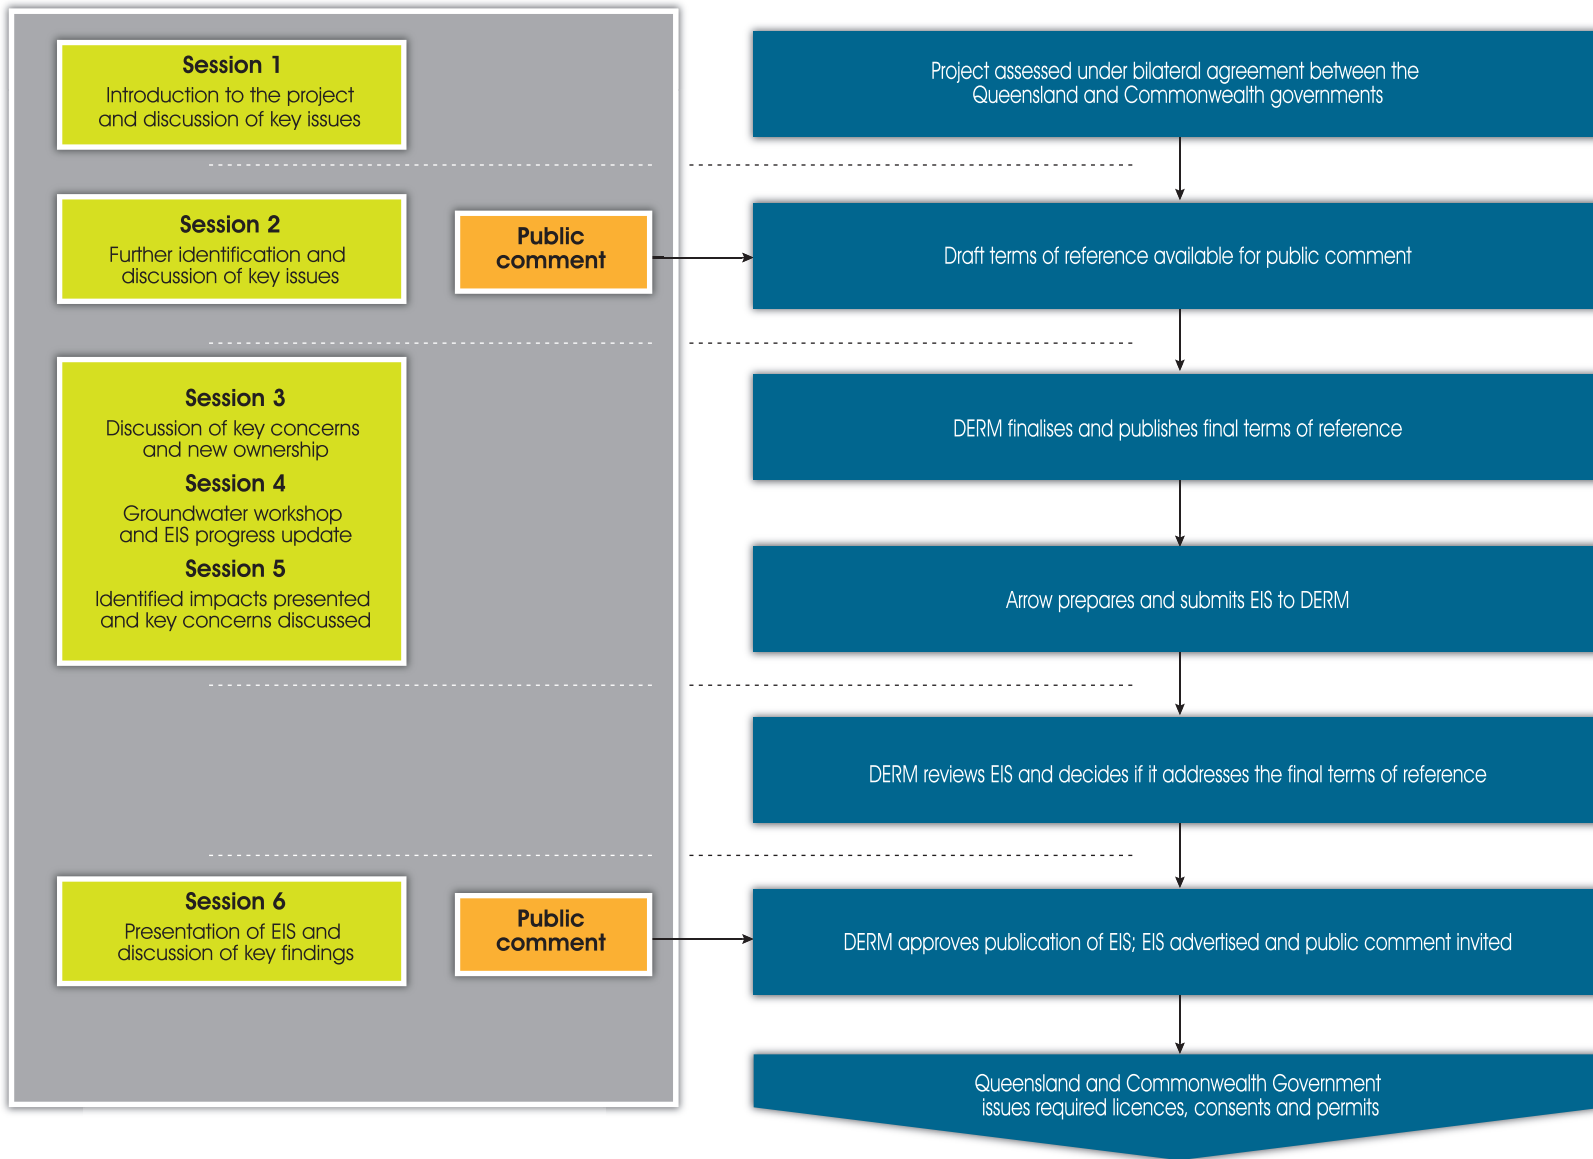 Session 1
Introduction to the project
and discussion of key issues
Project assessed under bilateral agreement between the
Queensland and Commonwealth governments
Session 2
Further identification and
discussion of key issues
Public
comment
Draft terms of reference available for public comment
Session 3
Discussion of key concerns
and new ownership
Session 4
Groundwater workshop
and EIS progress update
Session 5
Identified impacts presented
and key concerns discussed
DERM finalises and publishes final terms of reference
Arrow prepares and submits EIS to DERM
DERM reviews EIS and decides if it addresses the final terms of reference
Session 6
Presentation of EIS and
discussion of key findings
Public
comment
DERM approves publication of EIS; EIS advertised and public comment invited
Queensland and Commonwealth Government
issues required licences, consents and permits